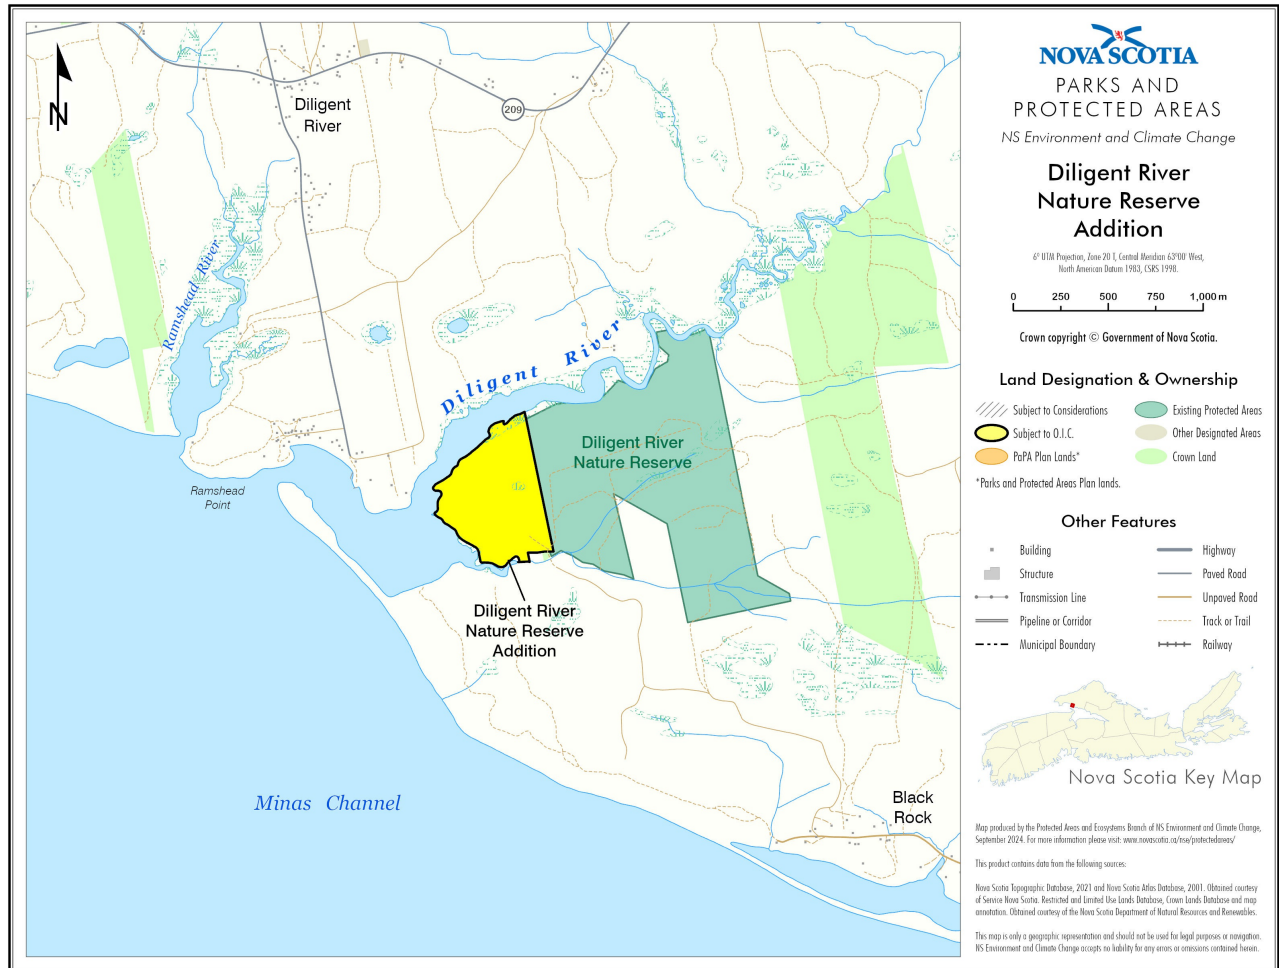 N
Diligent
River
209
Ramshead River
Diligent River
Diligent River
Nature Reserve
Ramshead
Point
Diligent River
Nature Reserve
Addition
Minas Channel
Black
Rock
NOVA SCOTIA
PARKS AND
PROTECTED AREAS
NS Environment and Climate Change
Diligent River
Nature Reserve
Addition
6° UTM Projection, Zone 20 T, Central Meridian 63°00' West,
North American Datum 1983, CSRS 1998.
0 250 500 750 1,000 m
Crown copyright © Government of Nova Scotia.
Land Designation & Ownership
Subject to Considerations
Existing Protected Areas
Subject to O.I.C.
Other Designated Areas
PaPA Plan Lands*
Crown Land
*Parks and Protected Areas Plan lands.
Other Features
Building
Highway
Structure
Paved Road
Transmission Line
Unpaved Road
Pipeline or Corridor
Track or Trail
Municipal Boundary
Railway
Nova Scotia Key Map
Map produced by the Protected Areas and Ecosystems Branch of NS Environment and Climate Change,
September 2024. For more information please visit: www.novascotia.ca/nse/protectedareas/
This product contains data from the following sources:
Nova Scotia Topographic Database, 2021 and Nova Scotia Atlas Database, 2001. Obtained courtesy
of Service Nova Scotia. Restricted and Limited Use Lands Database, Crown Lands Database and map
annotation. Obtained courtesy of the Nova Scotia Department of Natural Resources and Renewables.
This map is only a geographic representation and should not be used for legal purposes or navigation.
NS Environment and Climate Change accepts no liability for any errors or omissions contained herein.